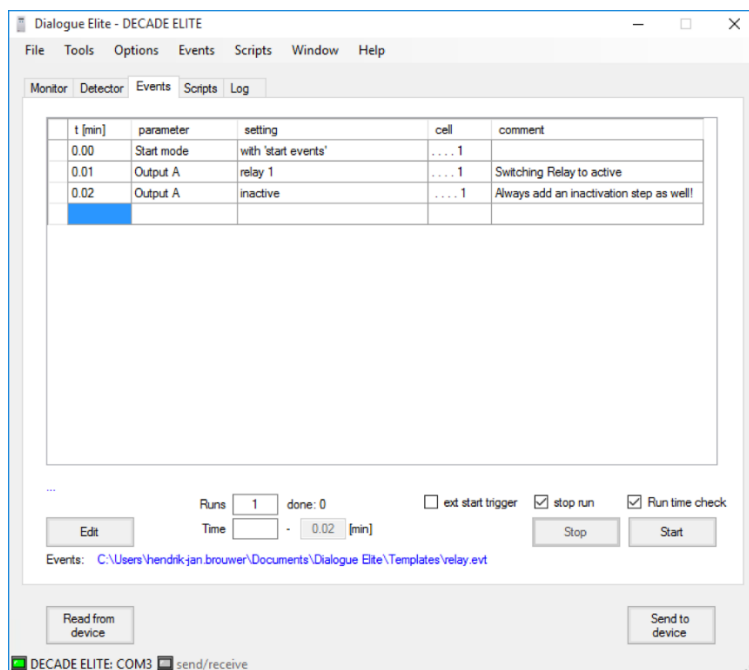 Dialogue Elite - DECADE ELITE
File Tools Options Events Scripts Window Help
Monitor Detector Events Scripts Log
t [min] parameter setting cell comment
0.00 Start mode with 'start events' . . . . 1
0.01 Output A relay 1 . . . . 1 Switching Relay to active
0.02 Output A inactive . . . . 1 Always add an inactivation step as well!
...
Runs 1 done: 0 ext start trigger stop run Run time check
Edit Time - 0.02 [min] Stop Start
Events: C:\Users\hendrik-jan.brouwer\Documents\Dialogue Elite\Templates\relay.evt
Read from device Send to device
DECADE ELITE: COM3 send/receive